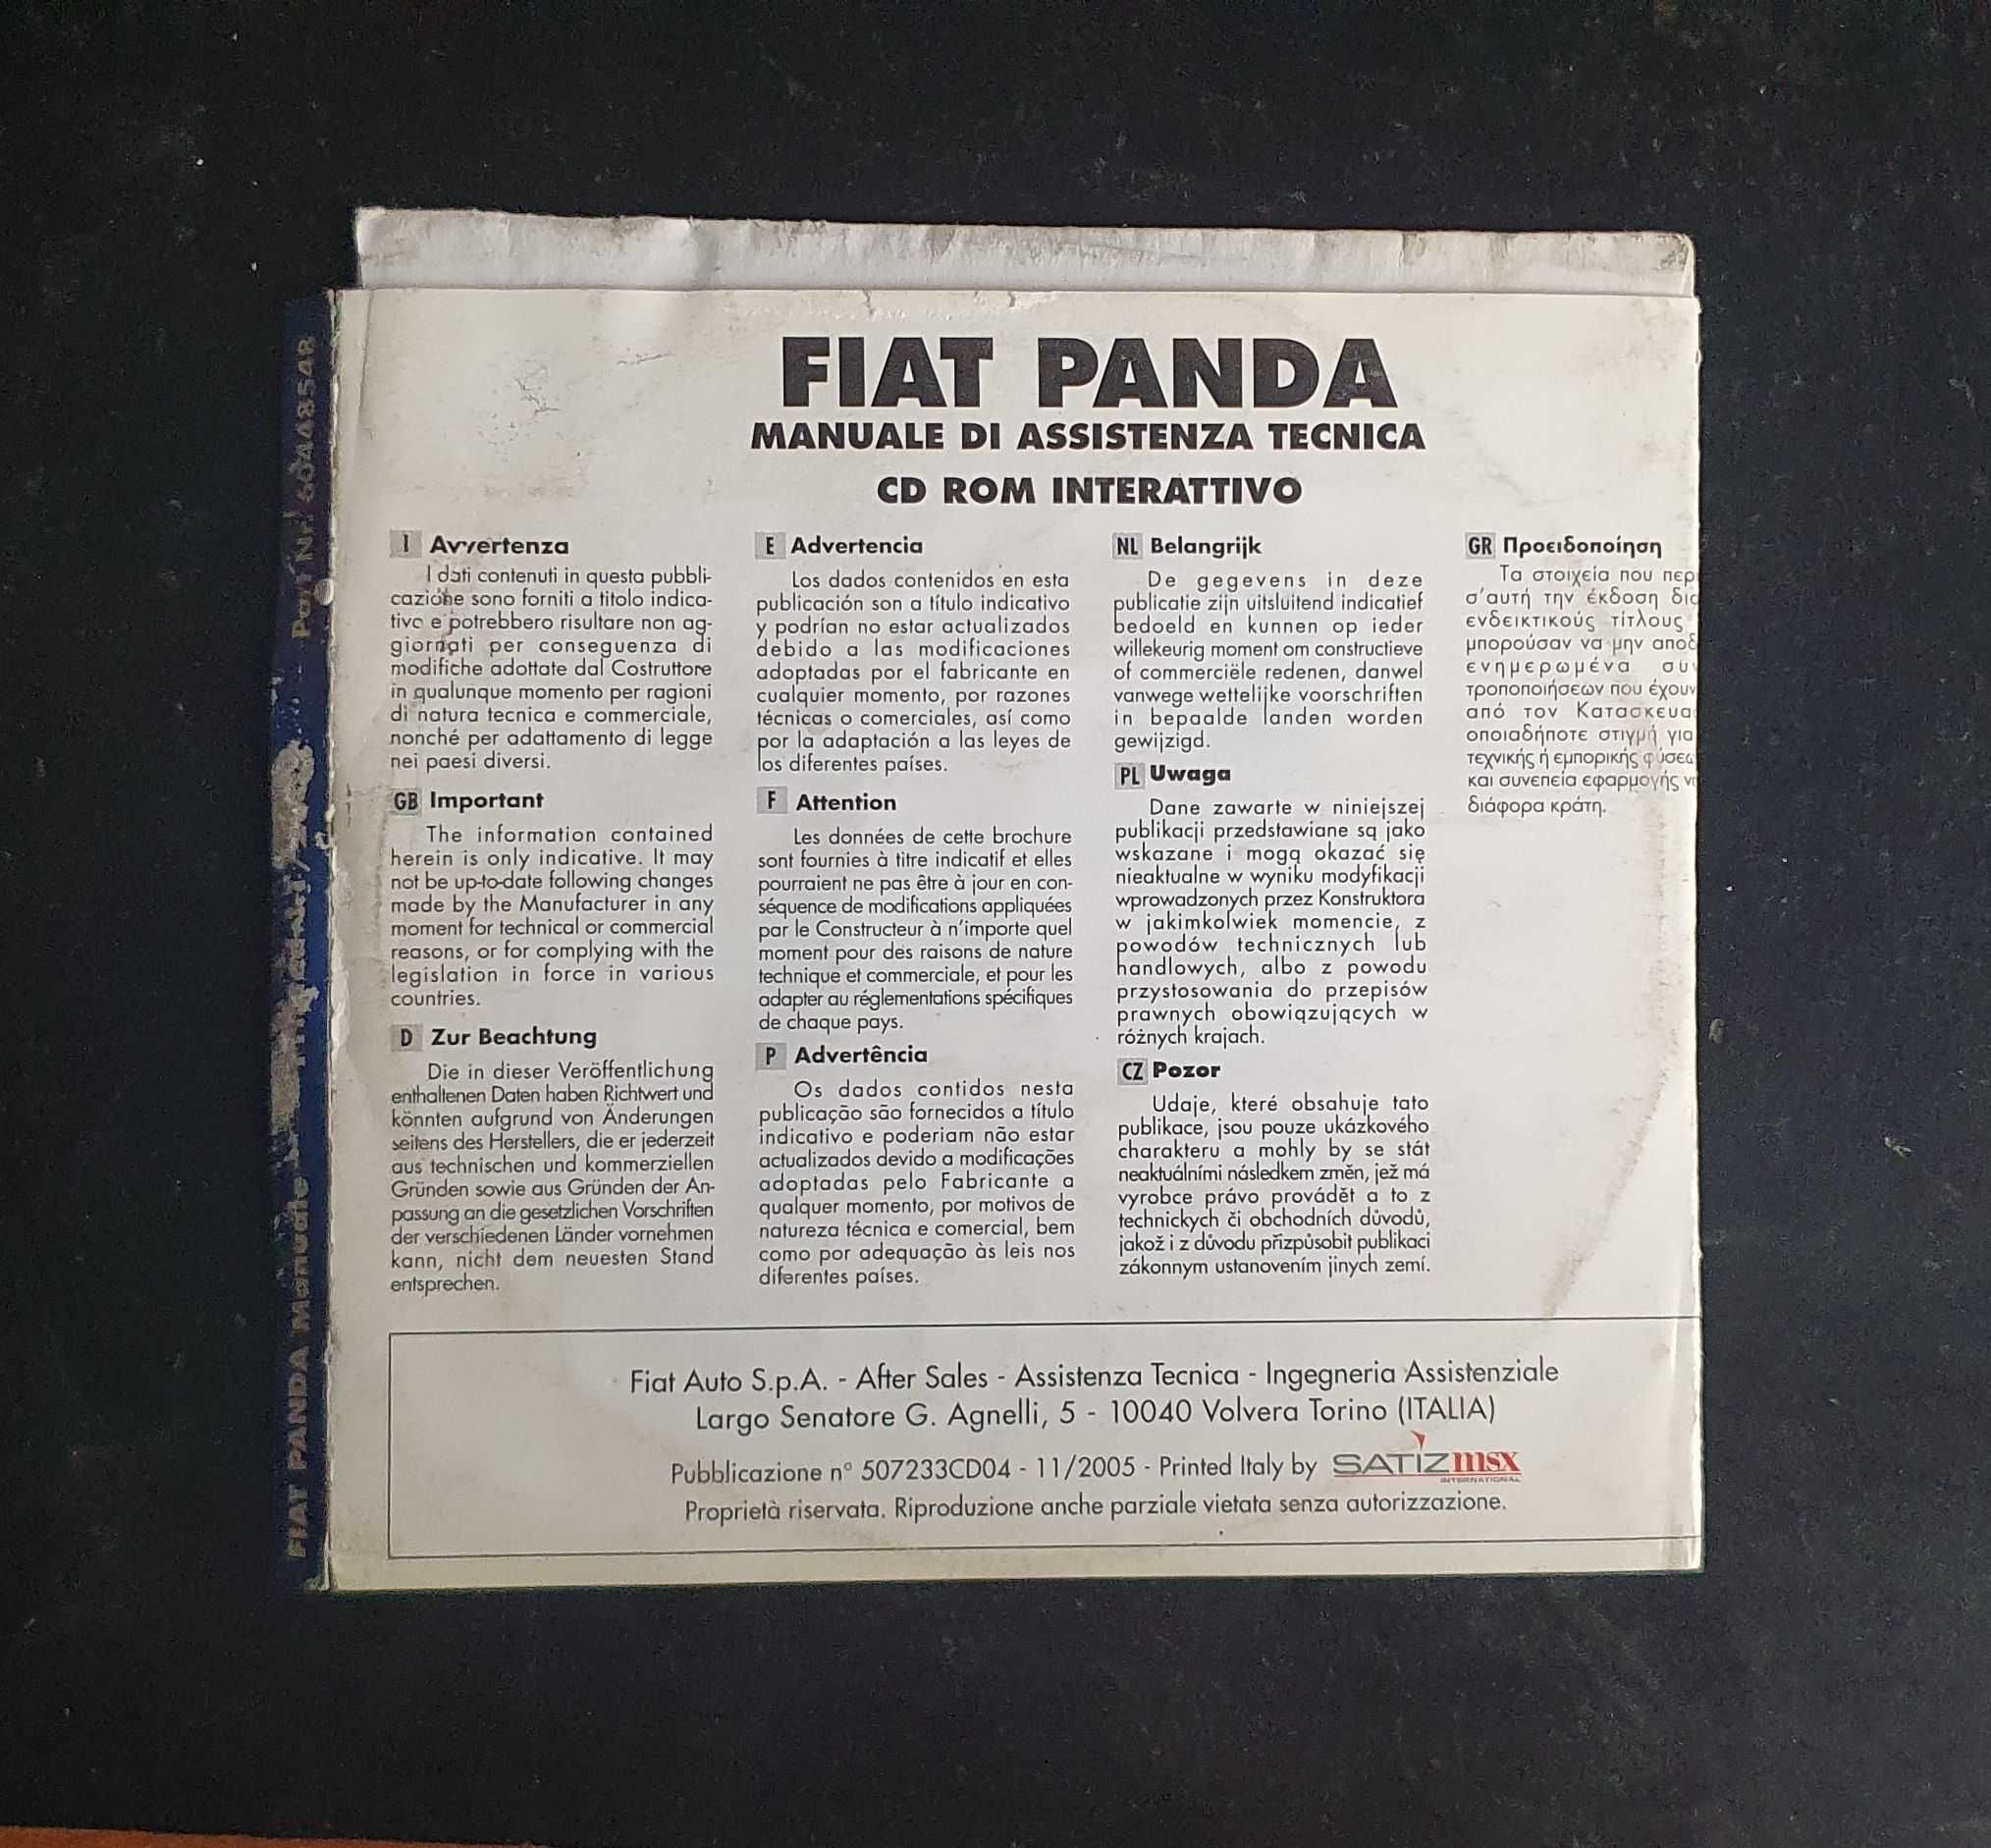 FIAT PANDA
MANUALE DI ASSISTENZA TECNICA
CD ROM INTERATTIVO
I Avvertenza
I dati contenuti in questa pubbli-
cazione sono forniti a titolo indica-
tivo e potrebbero risultare non ag-
giornati per conseguenza di
modifiche adottate dal Costruttore
in qualunque momento per ragioni
di natura tecnica e commerciale,
nonché per adattamento di legge
nei paesi diversi.
GB Important
The information contained
herein is only indicative. It may
not be up-to-date following changes
made by the Manufacturer in any
moment for technical or commercial
reasons, or for complying with the
legislation in force in various
countries.
D Zur Beachtung
Die in dieser Veröffentlichung
enthaltenen Daten haben Richtwert und
könnten aufgrund von Änderungen
seitens des Herstellers, die er jederzeit
aus technischen und kommerziellen
Gründen sowie aus Gründen der An-
passung an die gesetzlichen Vorschriften
der verschiedenen Länder vornehmen
kann, nicht dem neuesten Stand
entsprechen.
E Advertencia
Los dados contenidos en esta
publicación son a título indicativo
y podrían no estar actualizados
debido a las modificaciones
adoptadas por el fabricante en
cualquier momento, por razones
técnicas o comerciales, así como
por la adaptación a las leyes de
los diferentes países.
F Attention
Les données de cette brochure
sont fournies à titre indicatif et elles
pourraient ne pas être à jour en con-
séquence de modifications appliquées
par le Constructeur à n'importe quel
moment pour des raisons de nature
technique et commerciale, et pour les
adapter au réglementations spécifiques
de chaque pays.
P Advertência
Os dados contidos nesta
publicação são fornecidos a título
indicativo e poderiam não estar
actualizados devido a modificações
adoptadas pelo Fabricante a
qualquer momento, por motivos de
natureza técnica e comercial, bem
como por adequação às leis nos
diferentes países.
NL Belangrijk
De gegevens in deze
publicatie zijn uitsluitend indicatief
bedoeld en kunnen op ieder
willekeurig moment om constructieve
of commerciële redenen, danwel
vanwege wettelijke voorschriften
in bepaalde landen worden
gewijzigd.
PL Uwaga
Dane zawarte w niniejszej
publikacji przedstawiane są jako
wskazane i mogą okazać się
nieaktualne w wyniku modyfikacji
wprowadzonych przez Konstruktora
w jakimkolwiek momencie, z
powodów technicznych lub
handlowych, albo z powodu
przystosowania do przepisów
prawnych obowiązujących w
różnych krajach.
CZ Pozor
Udaje, které obsahuje tato
publikace, jsou pouze ukázkového
charakteru a mohly by se stát
neaktuálními následkem změn, jež má
vyrobce právo provádět a to z
technickych či obchodních důvodů,
jakož i z důvodu přizpůsobit publikaci
zákonnym ustanovením jinych zemí.
GR Προειδοποίηση
Τα στοιχεία που περ
σ'αυτή την έκδοση δια
ενδεικτικούς τίτλους
μπορούσαν να μην αποδ
ενημερωμένα συ
τροποποιήσεων που έχουν
από τον Κατασκευα
οποιαδήποτε στιγμή για
τεχνικής ή εμπορικής φύσεω
και συνεπεία εφαρμογής ν
διάφορα κράτη.
Fiat Auto S.p.A. - After Sales - Assistenza Tecnica - Ingegneria Assistenziale
Largo Senatore G. Agnelli, 5 - 10040 Volvera Torino (ITALIA)
Pubblicazione n° 507233CD04 - 11/2005 - Printed Italy by SATIZ msx
INTERNATIONAL
Proprietà riservata. Riproduzione anche parziale vietata senza autorizzazione.
FIAT PANDA Manuale Part Nr. 60448548